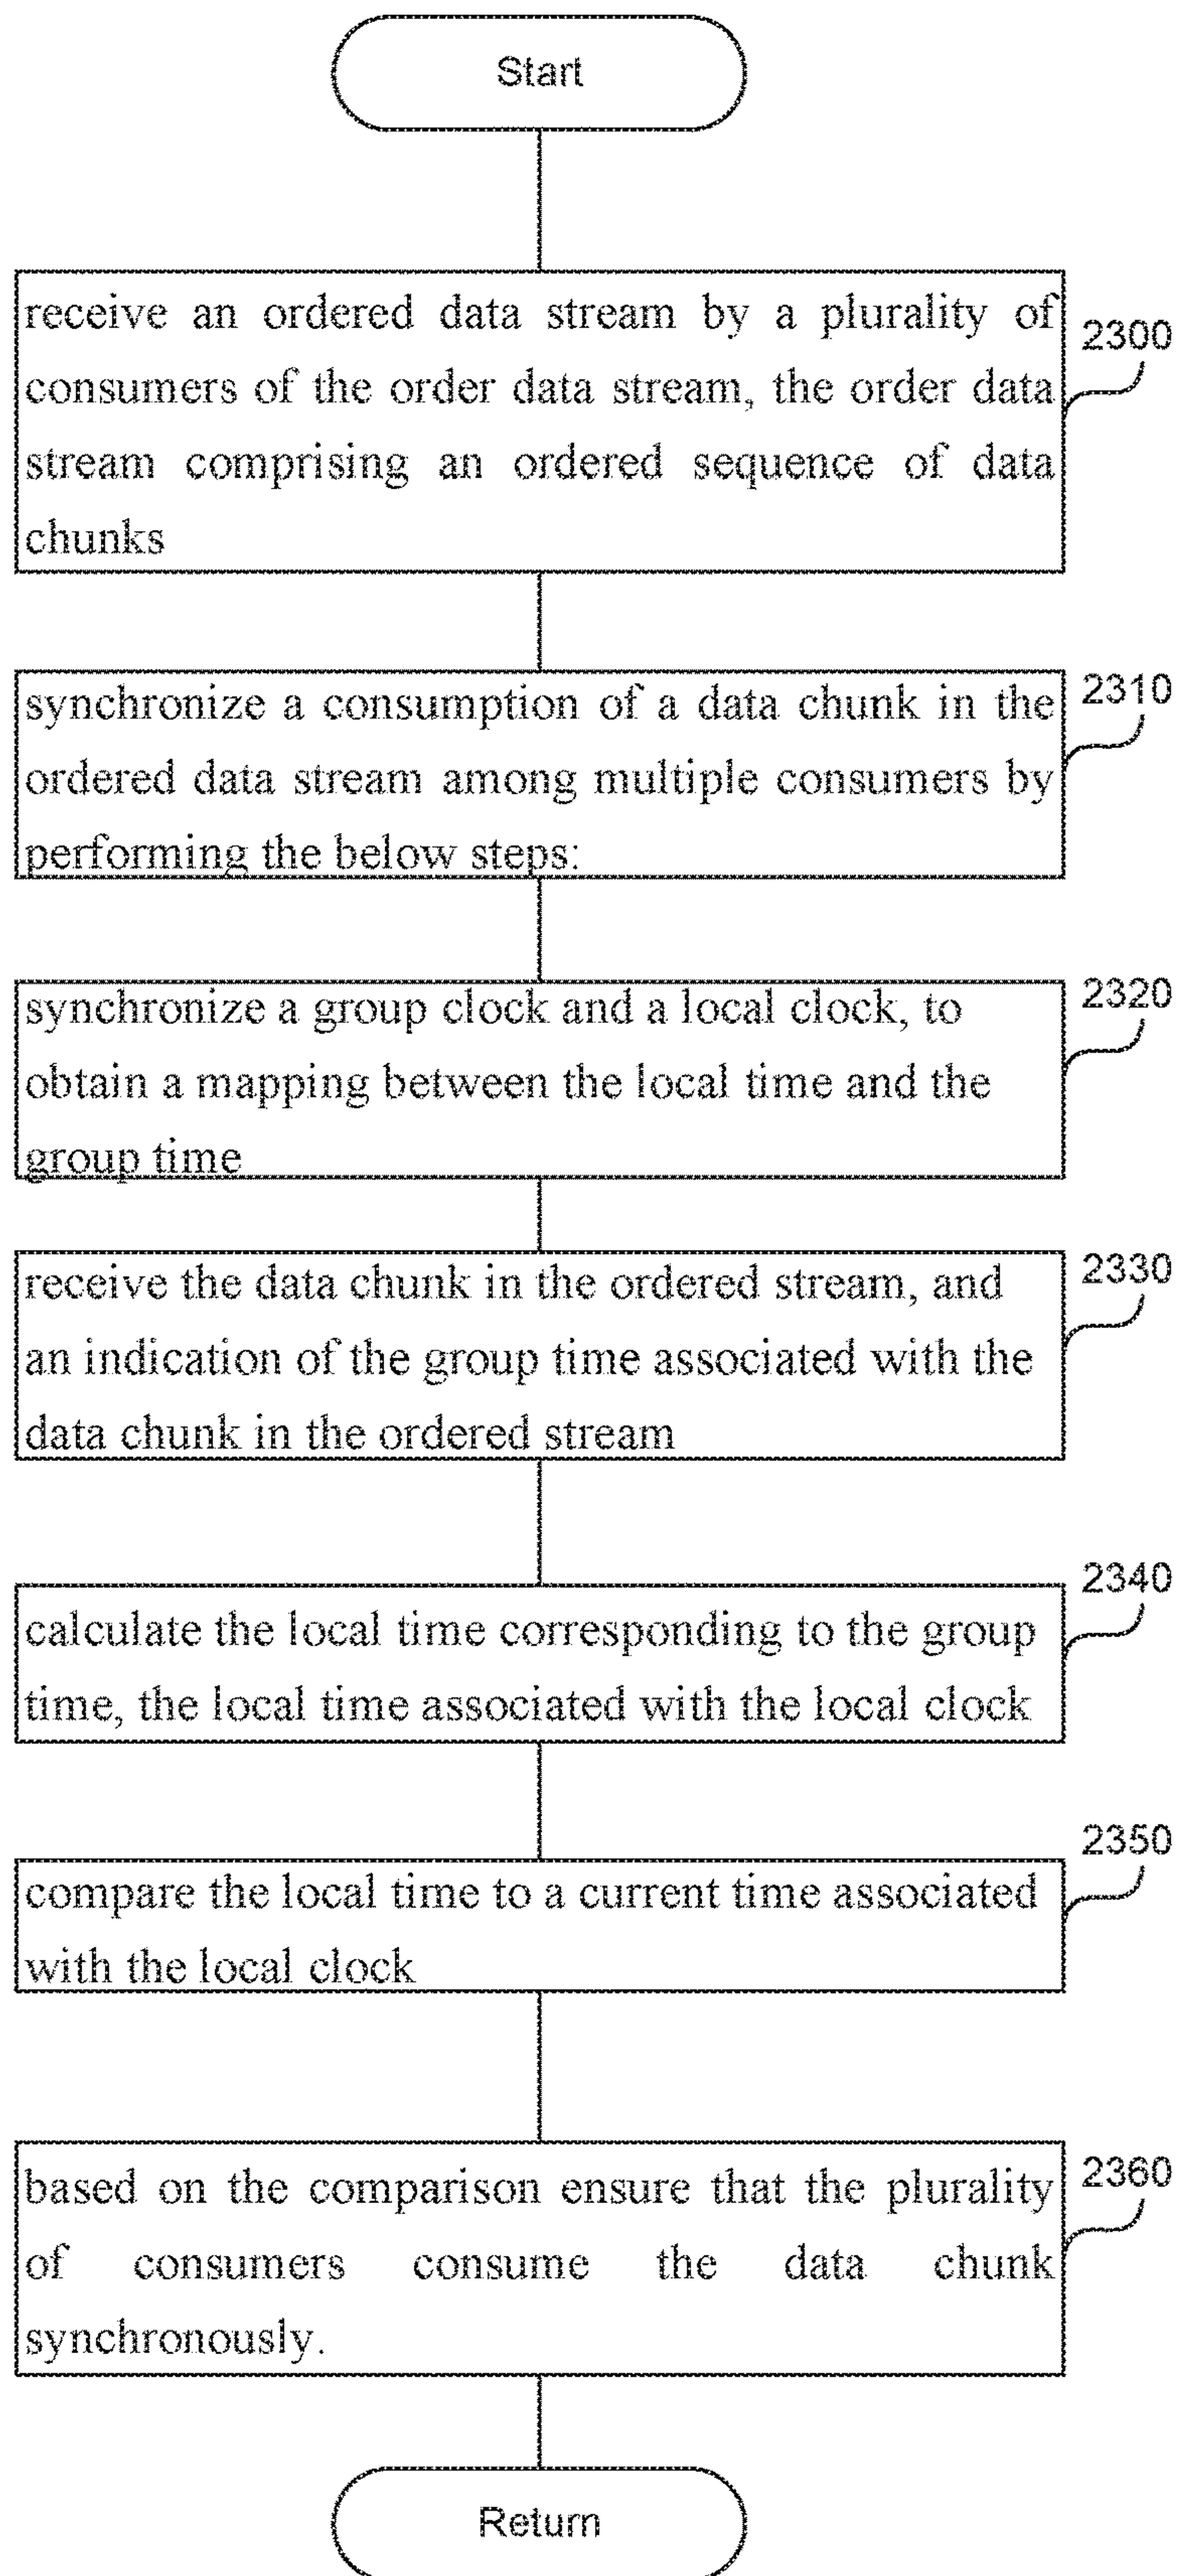 Start
receive an ordered data stream by a plurality of
consumers of the order data stream, the order data
stream comprising an ordered sequence of data
chunks
2300
synchronize a consumption of a data chunk in the
ordered data stream among multiple consumers by
performing the below steps:
2310
synchronize a group clock and a local clock, to
obtain a mapping between the local time and the
group time
2320
receive the data chunk in the ordered stream, and
an indication of the group time associated with the
data chunk in the ordered stream
2330
calculate the local time corresponding to the group
time, the local time associated with the local clock
2340
compare the local time to a current time associated
with the local clock
2350
based on the comparison ensure that the plurality
of consumers consume the data chunk
synchronously.
2360
Return